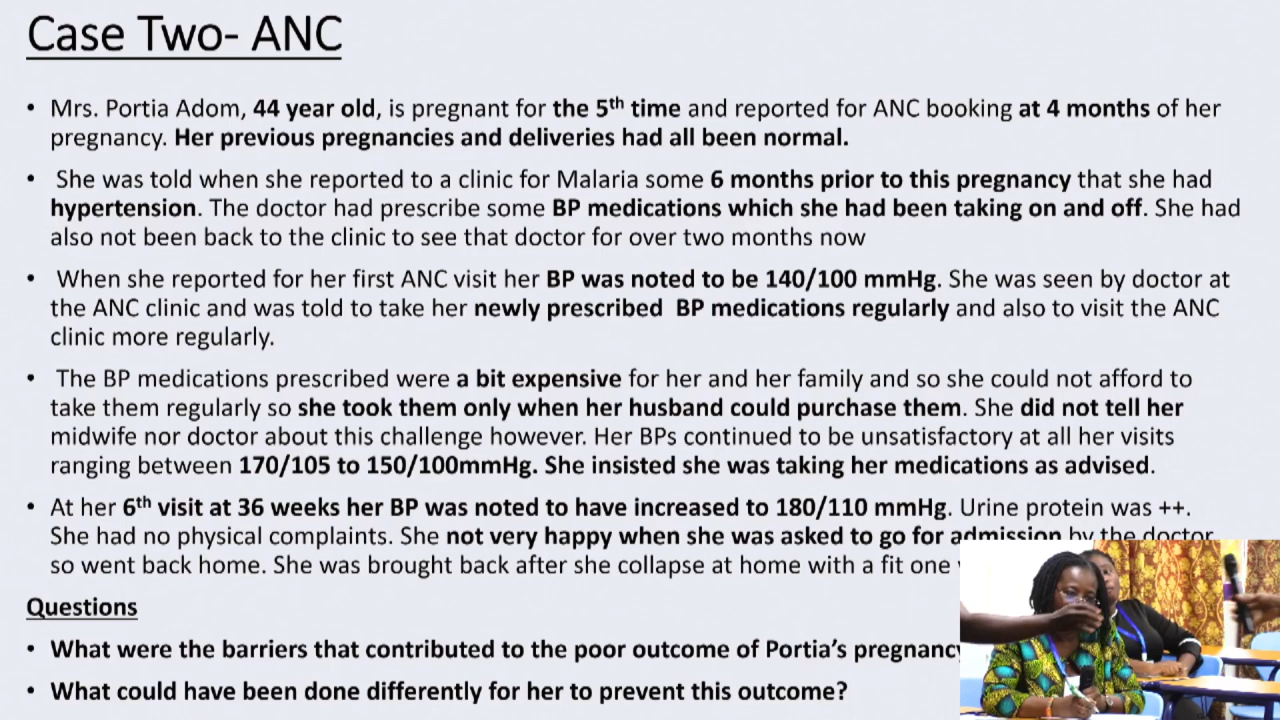 Case Two- ANC
• Mrs. Portia Adom, 44 year old, is pregnant for the 5th time and reported for ANC booking at 4 months of her
pregnancy. Her previous pregnancies and deliveries had all been normal.
• She was told when she reported to a clinic for Malaria some 6 months prior to this pregnancy that she had
hypertension. The doctor had prescribe some BP medications which she had been taking on and off. She had
also not been back to the clinic to see that doctor for over two months now
• When she reported for her first ANC visit her BP was noted to be 140/100 mmHg. She was seen by doctor at
the ANC clinic and was told to take her newly prescribed BP medications regularly and also to visit the ANC
clinic more regularly.
• The BP medications prescribed were a bit expensive for her and her family and so she could not afford to
take them regularly so she took them only when her husband could purchase them. She did not tell her
midwife nor doctor about this challenge however. Her BPs continued to be unsatisfactory at all her visits
ranging between 170/105 to 150/100mmHg. She insisted she was taking her medications as advised.
• At her 6th visit at 36 weeks her BP was noted to have increased to 180/110 mmHg. Urine protein was ++.
She had no physical complaints. She not very happy when she was asked to go for admission by the doctor
so went back home. She was brought back after she collapse at home with a fit one
Questions
• What were the barriers that contributed to the poor outcome of Portia's pregnancy
• What could have been done differently for her to prevent this outcome?